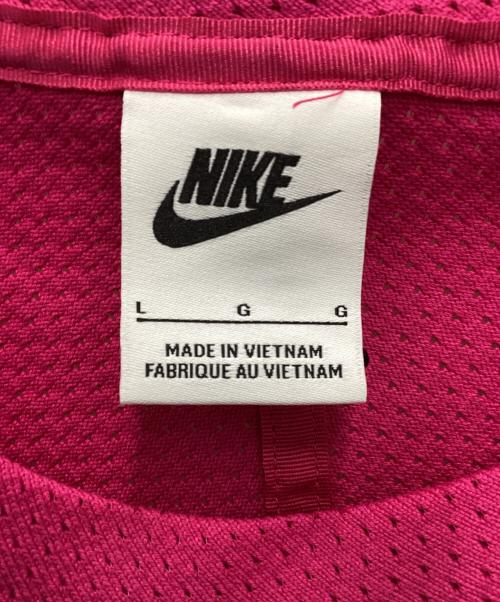 NIKE
L G G
MADE IN VIETNAM
FABRIQUE AU VIETNAM